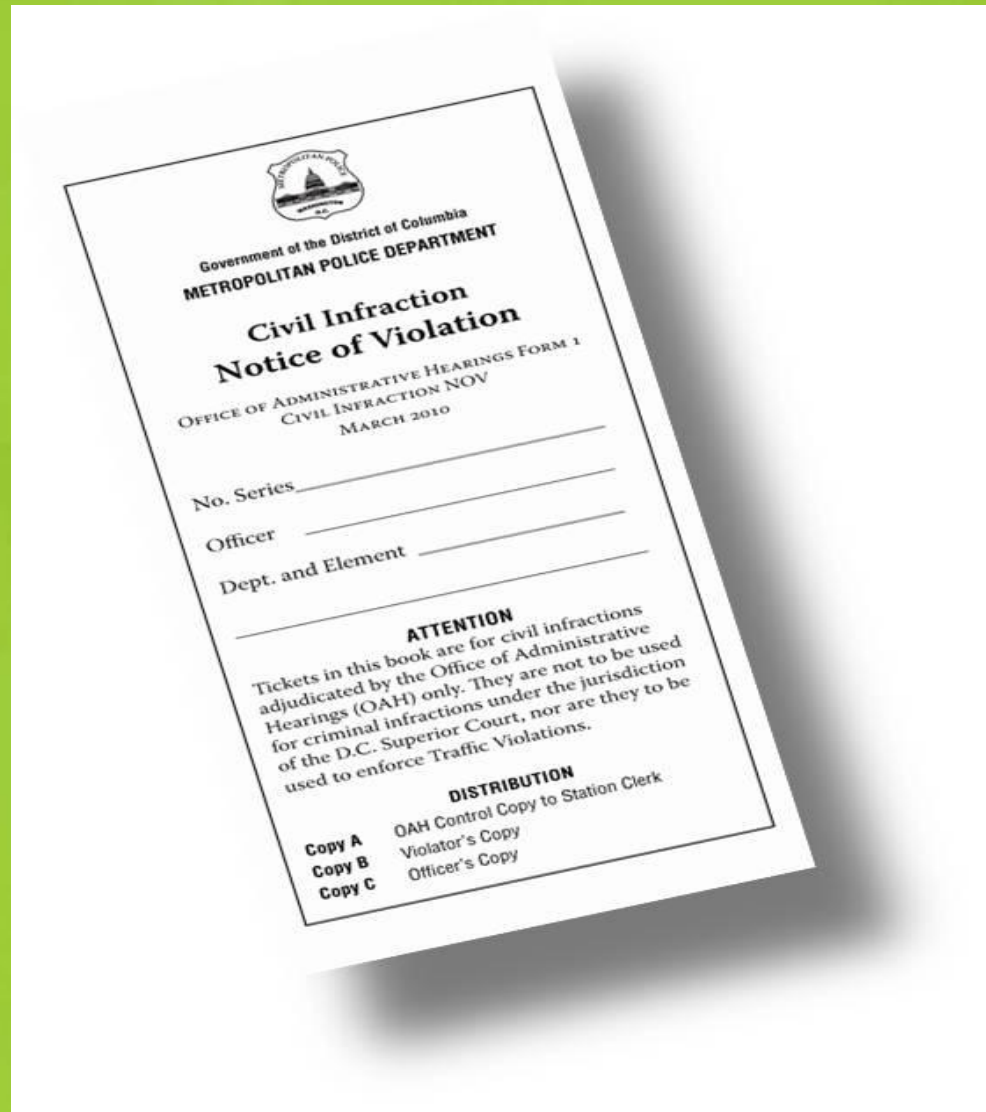 METROPOLITAN POLICE
WASHINGTON
D.C.
Government of the District of Columbia
METROPOLITAN POLICE DEPARTMENT
Civil Infraction
Notice of Violation
OFFICE OF ADMINISTRATIVE HEARINGS FORM 1
CIVIL INFRACTION NOV
MARCH 2010
No. Series
Officer
Dept. and Element
ATTENTION
Tickets in this book are for civil infractions
adjudicated by the Office of Administrative
Hearings (OAH) only. They are not to be used
for criminal infractions under the jurisdiction
of the D.C. Superior Court, nor are they to be
used to enforce Traffic Violations.
DISTRIBUTION
Copy A OAH Control Copy to Station Clerk
Copy B Violator's Copy
Copy C Officer's Copy